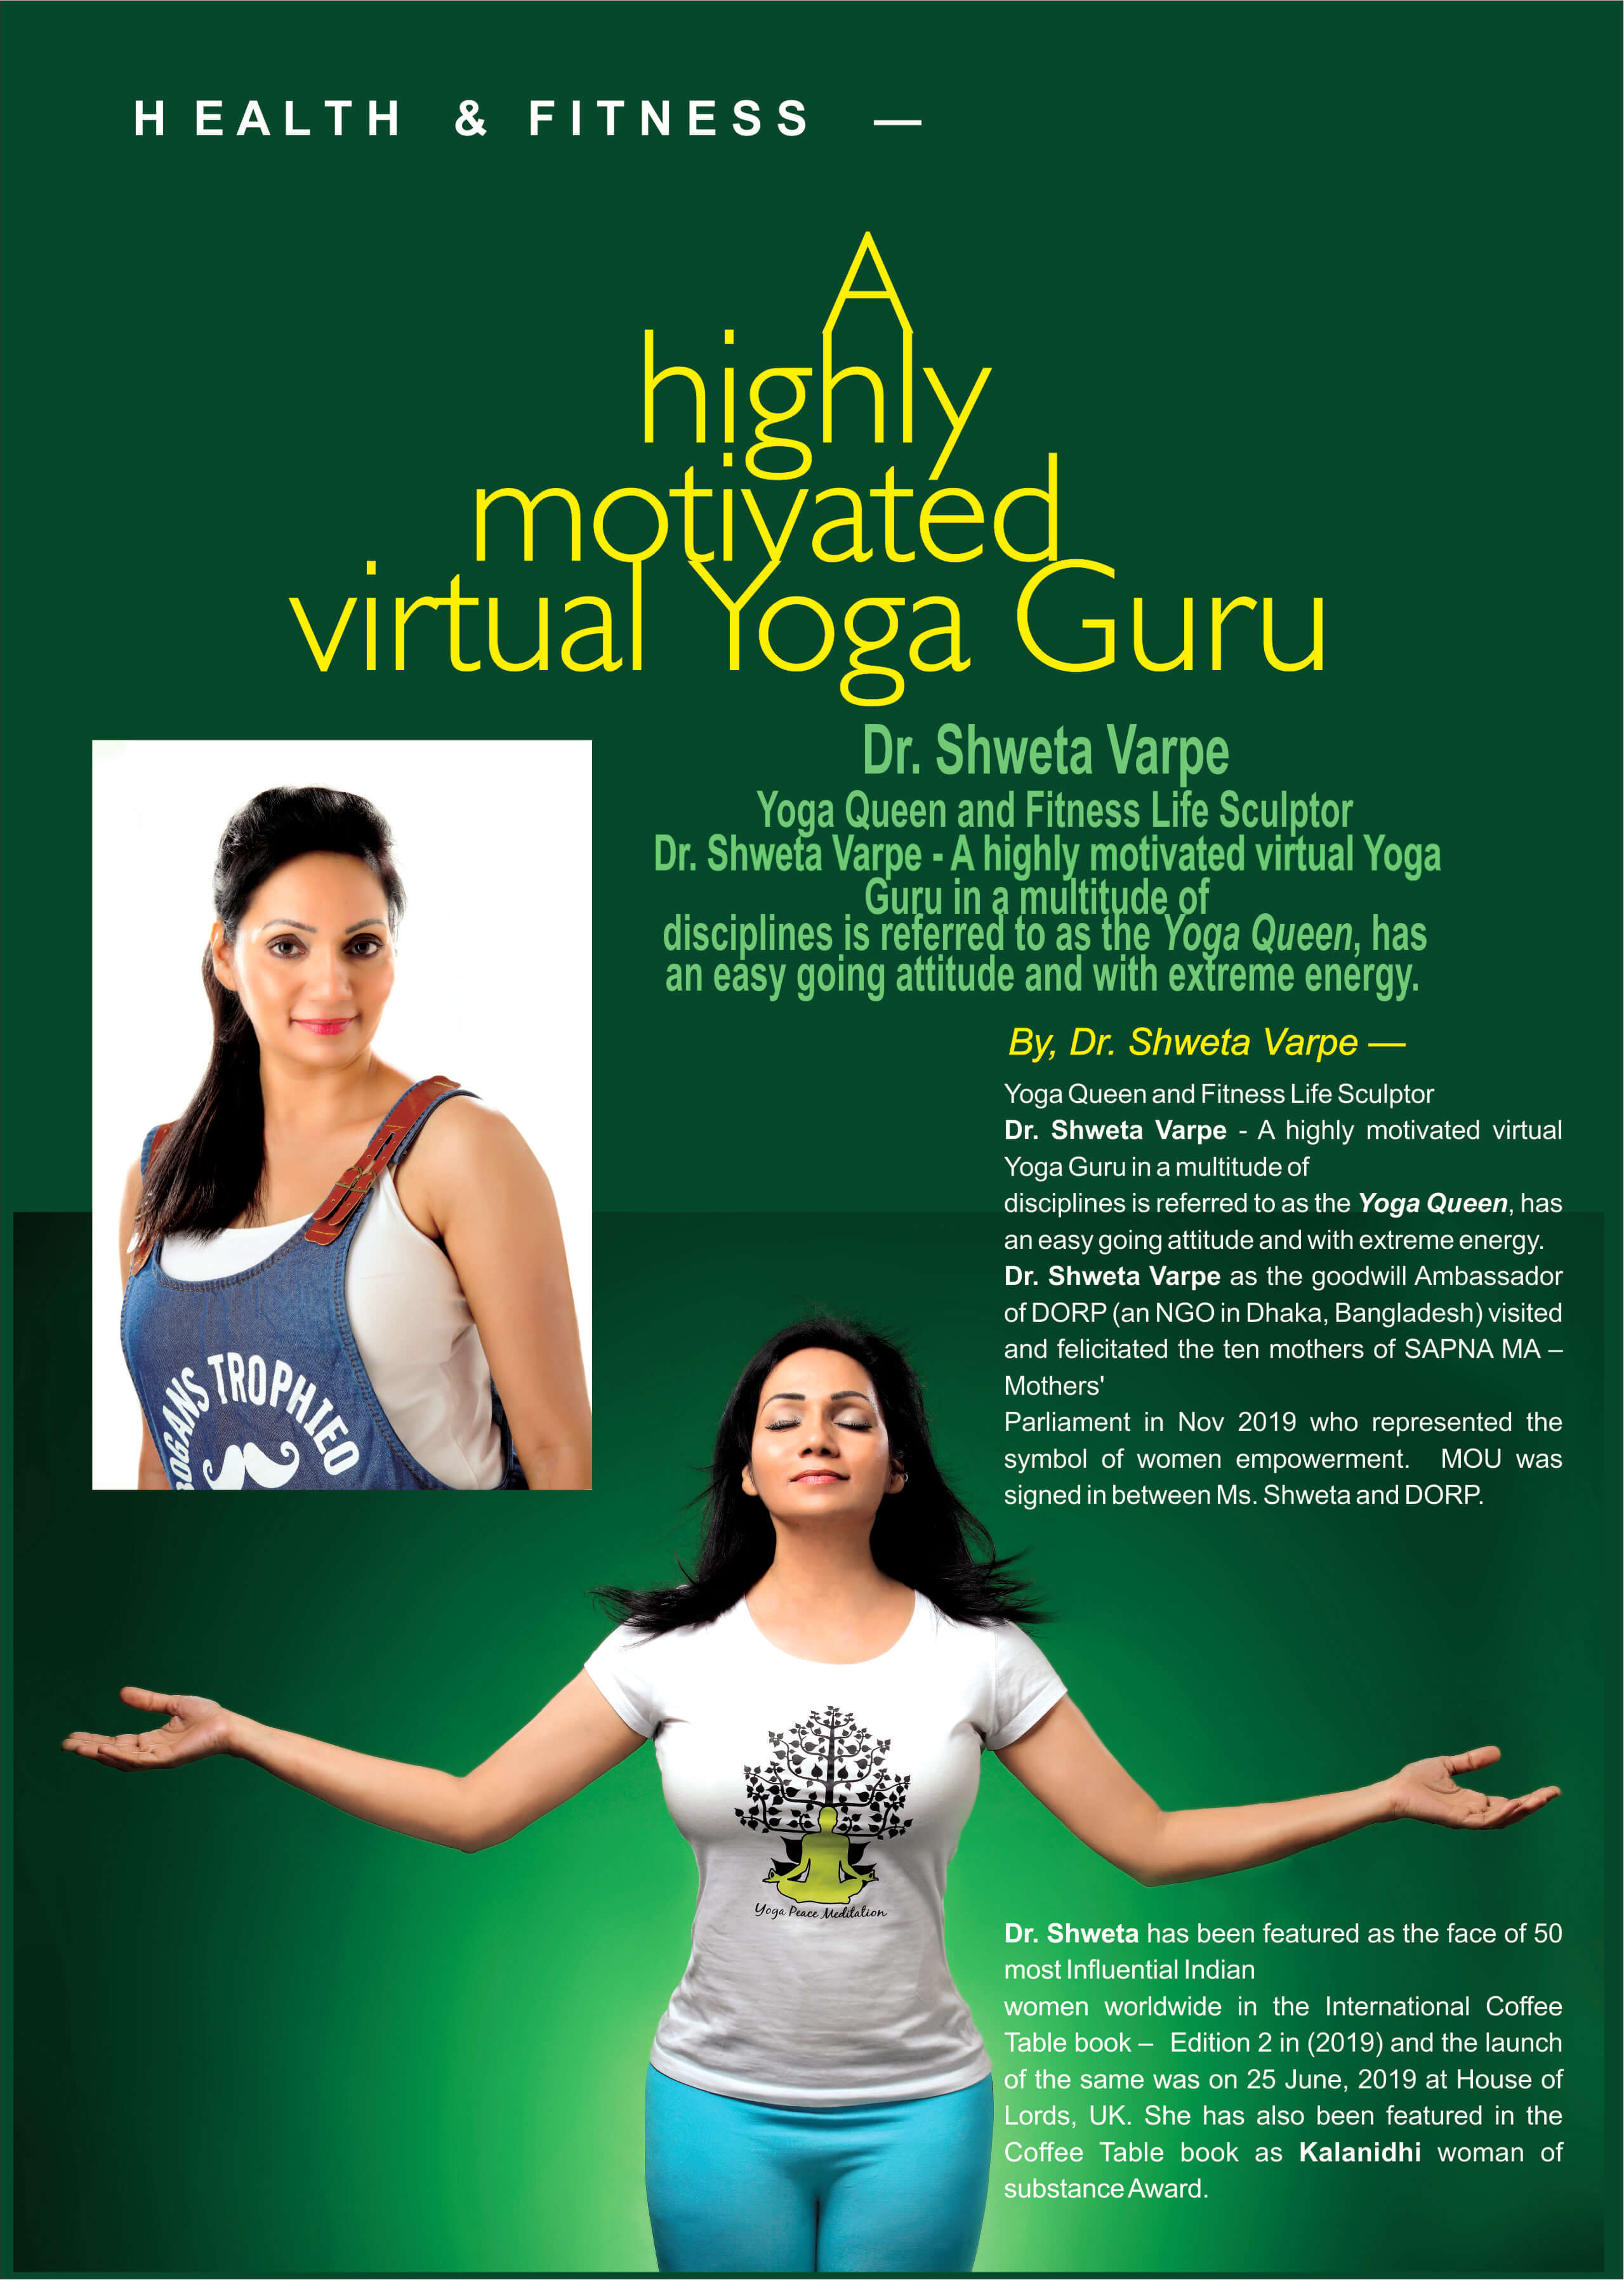 HEALTH & FITNESS —
A
highly
motivated
virtual Yoga Guru
Dr. Shweta Varpe
Yoga Queen and Fitness Life Sculptor
Dr. Shweta Varpe - A highly motivated virtual Yoga
Guru in a multitude of
disciplines is referred to as the Yoga Queen, has
an easy going attitude and with extreme energy.
By, Dr. Shweta Varpe —
Yoga Queen and Fitness Life Sculptor
Dr. Shweta Varpe - A highly motivated virtual
Yoga Guru in a multitude of
disciplines is referred to as the Yoga Queen, has
an easy going attitude and with extreme energy.
Dr. Shweta Varpe as the goodwill Ambassador
of DORP (an NGO in Dhaka, Bangladesh) visited
and felicitated the ten mothers of SAPNA MA –
Mothers'
Parliament in Nov 2019 who represented the
symbol of women empowerment. MOU was
signed in between Ms. Shweta and DORP.
TROPHIEO
Yoga Peace Meditation
Dr. Shweta has been featured as the face of 50
most Influential Indian
women worldwide in the International Coffee
Table book – Edition 2 in (2019) and the launch
of the same was on 25 June, 2019 at House of
Lords, UK. She has also been featured in the
Coffee Table book as Kalanidhi woman of
substance Award.